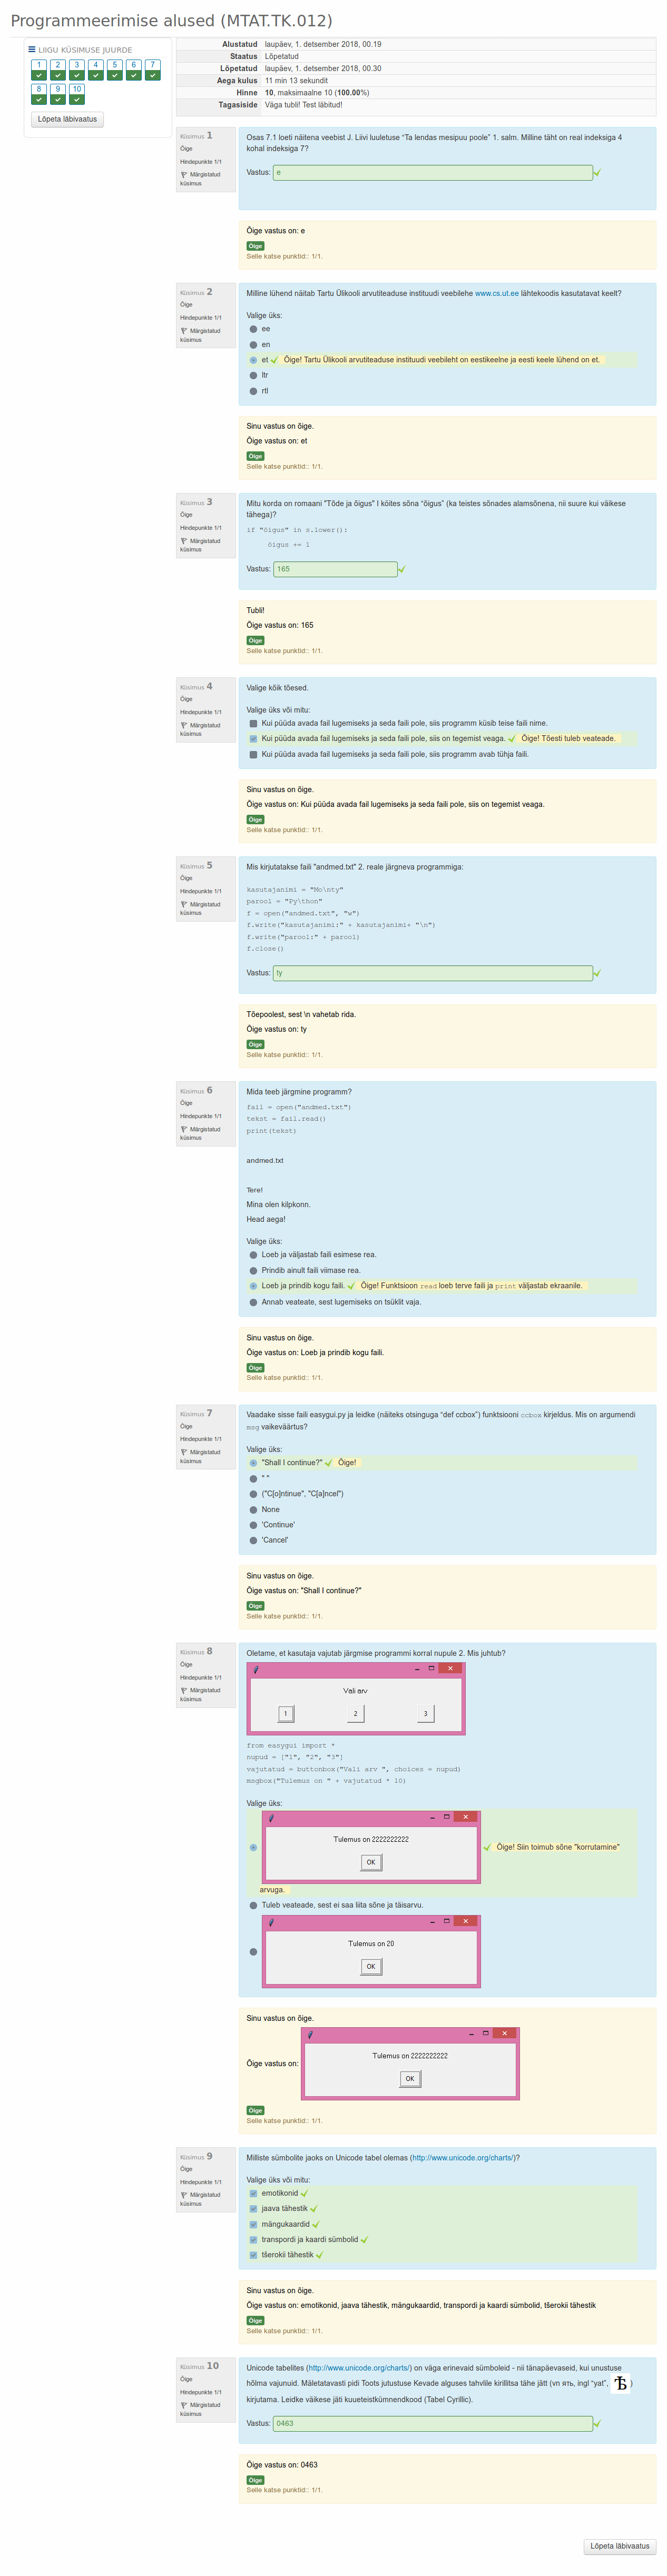 Programmeerimise alused (MTAT.TK.012)
LIIGU KÜSIMUSE JUURDE
1 2 3 4 5 6 7
8 9 10
Lõpeta läbivaatus
Alustatud laupäev, 1. detsember 2018, 00.19
Staatus Lõpetatud
Lõpetatud laupäev, 1. detsember 2018, 00.30
Aega kulus 11 min 13 sekundit
Hinne 10, maksimaalne 10 (100.00%)
Tagasiside Väga tubli! Test läbitud!
Küsimus 1
Õige
Hindepunkte 1/1
Märgistatud
küsimus
Osas 7.1 loeti näitena veebist J. Liivi luuletuse “Ta lendas mesipuu poole” 1. salm. Milline täht on real indeksiga 4
kohal indeksiga 7?
Vastus: e
Õige vastus on: e
Õige
Selle katse punktid:: 1/1.
Küsimus 2
Õige
Hindepunkte 1/1
Märgistatud
küsimus
Milline lühend näitab Tartu Ülikooli arvutiteaduse instituudi veebilehe www.cs.ut.ee lähtekoodis kasutatavat keelt?
Valige üks:
ee
en
et Õige! Tartu Ülikooli arvutiteaduse instituudi veebileht on eestikeelne ja eesti keele lühend on et.
ltr
rtl
Sinu vastus on õige.
Õige vastus on: et
Õige
Selle katse punktid:: 1/1.
Küsimus 3
Õige
Hindepunkte 1/1
Märgistatud
küsimus
Mitu korda on romaani "Tõde ja õigus" I köites sõna “õigus” (ka teistes sõnades alamsõnena, nii suure kui väikese
tähega)?
if "õigus" in s.lower():
õigus += 1
Vastus: 165
Tubli!
Õige vastus on: 165
Õige
Selle katse punktid:: 1/1.
Küsimus 4
Õige
Hindepunkte 1/1
Märgistatud
küsimus
Valige kõik tõesed.
Valige üks või mitu:
Kui püüda avada fail lugemiseks ja seda faili pole, siis programm küsib teise faili nime.
Kui püüda avada fail lugemiseks ja seda faili pole, siis on tegemist veaga. Õige! Tõesti tuleb veateade.
Kui püüda avada fail lugemiseks ja seda faili pole, siis programm avab tühja faili.
Sinu vastus on õige.
Õige vastus on: Kui püüda avada fail lugemiseks ja seda faili pole, siis on tegemist veaga.
Õige
Selle katse punktid:: 1/1.
Küsimus 5
Õige
Hindepunkte 1/1
Märgistatud
küsimus
Mis kirjutatakse faili "andmed.txt" 2. reale järgneva programmiga:
kasutajanimi = "Mo\nty"
parool = "Py\thon"
f = open("andmed.txt", "w")
f.write("kasutajanimi:" + kasutajanimi+ "\n")
f.write("parool:" + parool)
f.close()
Vastus: ty
Tõepoolest, sest \n vahetab rida.
Õige vastus on: ty
Õige
Selle katse punktid:: 1/1.
Küsimus 6
Õige
Hindepunkte 1/1
Märgistatud
küsimus
Mida teeb järgmine programm?
fail = open("andmed.txt")
tekst = fail.read()
print(tekst)
andmed.txt
Tere!
Mina olen kilpkonn.
Head aega!
Valige üks:
Loeb ja väljastab faili esimese rea.
Prindib ainult faili viimase rea.
Loeb ja prindib kogu faili. Õige! Funktsioon read loeb terve faili ja print väljastab ekraanile.
Annab veateate, sest lugemiseks on tsüklit vaja.
Sinu vastus on õige.
Õige vastus on: Loeb ja prindib kogu faili.
Õige
Selle katse punktid:: 1/1.
Küsimus 7
Õige
Hindepunkte 1/1
Märgistatud
küsimus
Vaadake sisse faili easygui.py ja leidke (näiteks otsinguga “def ccbox”) funktsiooni ccbox kirjeldus. Mis on argumendi
msg vaikeväärtus?
Valige üks:
"Shall I continue?" Õige!
" "
("C[o]ntinue", "C[a]ncel")
None
'Continue'
'Cancel'
Sinu vastus on õige.
Õige vastus on: "Shall I continue?"
Õige
Selle katse punktid:: 1/1.
Küsimus 8
Õige
Hindepunkte 1/1
Märgistatud
küsimus
Oletame, et kasutaja vajutab järgmise programmi korral nupule 2. Mis juhtub?
Vali arv
1 2 3
from easygui import *
nupud = ["1", "2", "3"]
vajutatud = buttonbox("Vali arv ", choices = nupud)
msgbox("Tulemus on " + vajutatud * 10)
Valige üks:
Tulemus on 2222222222
OK
Õige! Siin toimub sõne "korrutamine"
arvuga.
Tuleb veateade, sest ei saa liita sõne ja täisarvu.
Tulemus on 20
OK
Sinu vastus on õige.
Õige vastus on:
Tulemus on 2222222222
OK
Õige
Selle katse punktid:: 1/1.
Küsimus 9
Õige
Hindepunkte 1/1
Märgistatud
küsimus
Milliste sümbolite jaoks on Unicode tabel olemas (http://www.unicode.org/charts/)?
Valige üks või mitu:
emotikonid
jaava tähestik
mängukaardid
transpordi ja kaardi sümbolid
tšerokii tähestik
Sinu vastus on õige.
Õige vastus on: emotikonid, jaava tähestik, mängukaardid, transpordi ja kaardi sümbolid, tšerokii tähestik
Õige
Selle katse punktid:: 1/1.
Küsimus 10
Õige
Hindepunkte 1/1
Märgistatud
küsimus
Unicode tabelites (http://www.unicode.org/charts/) on väga erinevaid sümboleid - nii tänapäevaseid, kui unustuse
hõlma vajunuid. Mäletatavasti pidi Toots jutustuse Kevade alguses tahvlile kirillitsa tähe jätt (vn ять, ingl “yat”, Ѣ )
kirjutama. Leidke väikese jäti kuueteistkümnendkood (Tabel Cyrillic).
Vastus: 0463
Õige vastus on: 0463
Õige
Selle katse punktid:: 1/1.
Lõpeta läbivaatus